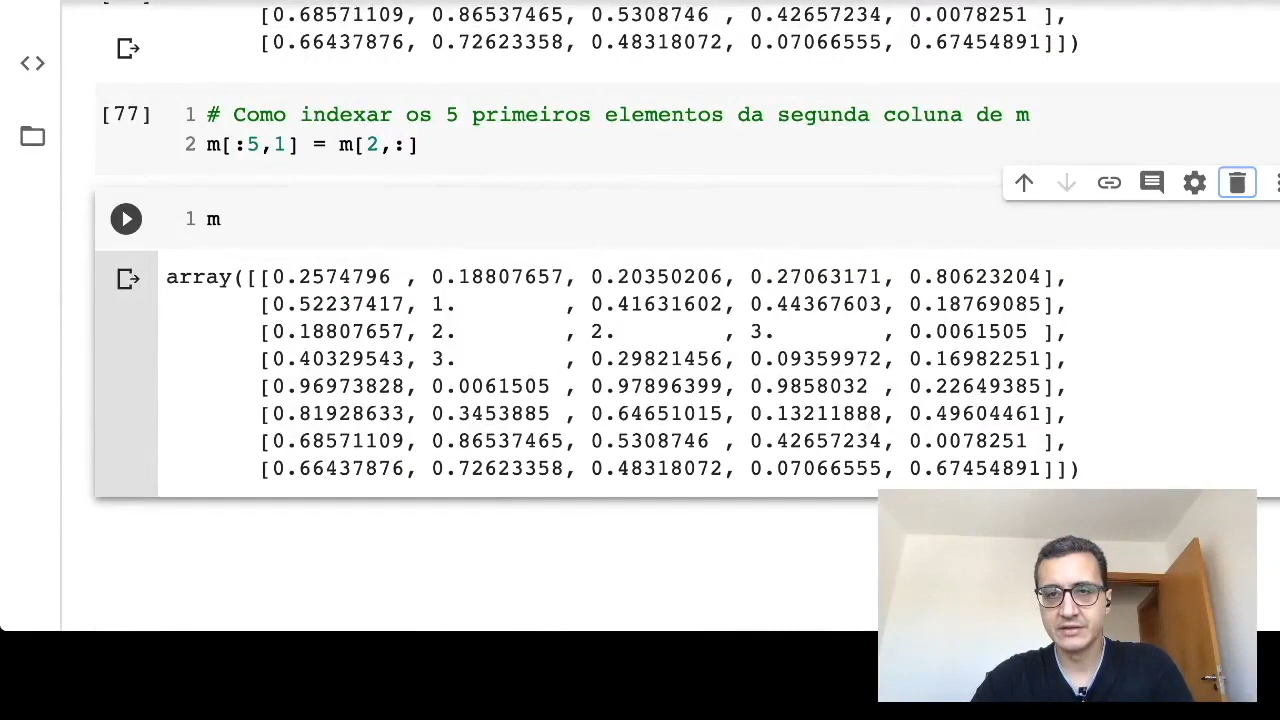 [0.68571109, 0.86537465, 0.5308746 , 0.42657234, 0.0078251 ],
[0.66437876, 0.72623358, 0.48318072, 0.07066555, 0.67454891]])
[77] 1 # Como indexar os 5 primeiros elementos da segunda coluna de m
2 m[:5,1] = m[2,:]
1 m
array([[0.2574796 , 0.18807657, 0.20350206, 0.27063171, 0.80623204],
[0.52237417, 1.        , 0.41631602, 0.44367603, 0.18769085],
[0.18807657, 2.        , 2.        , 3.        , 0.0061505 ],
[0.40329543, 3.        , 0.29821456, 0.09359972, 0.16982251],
[0.96973828, 0.0061505 , 0.97896399, 0.9858032 , 0.22649385],
[0.81928633, 0.3453885 , 0.64651015, 0.13211888, 0.49604461],
[0.68571109, 0.86537465, 0.5308746 , 0.42657234, 0.0078251 ],
[0.66437876, 0.72623358, 0.48318072, 0.07066555, 0.67454891]])